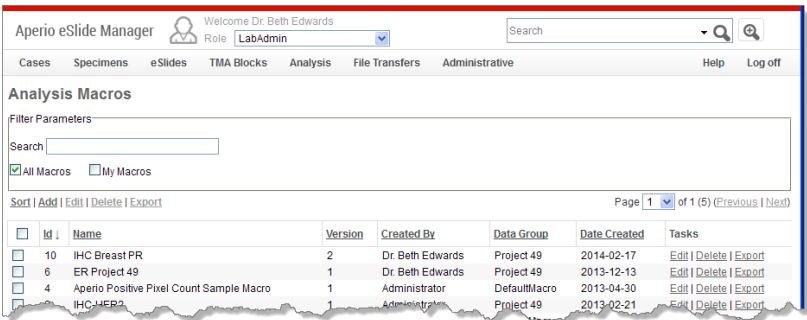 Aperio eSlide Manager
Welcome Dr. Beth Edwards
Role LabAdmin
Search
Cases Specimens eSlides TMA Blocks Analysis File Transfers Administrative Help Log off
Analysis Macros
Filter Parameters
Search
All Macros My Macros
Sort | Add | Edit | Delete | Export Page 1 of 1 (5) (Previous | Next)
Id ↓ Name Version Created By Data Group Date Created Tasks
10 IHC Breast PR 2 Dr. Beth Edwards Project 49 2014-02-17 Edit | Delete | Export
6 ER Project 49 1 Dr. Beth Edwards Project 49 2013-12-13 Edit | Delete | Export
4 Aperio Positive Pixel Count Sample Macro 1 Administrator DefaultMacro 2013-04-30 Edit | Delete | Export
IHC-HER2 1 Administrator Project 49 2013-02-21 Edit | Delete | Export